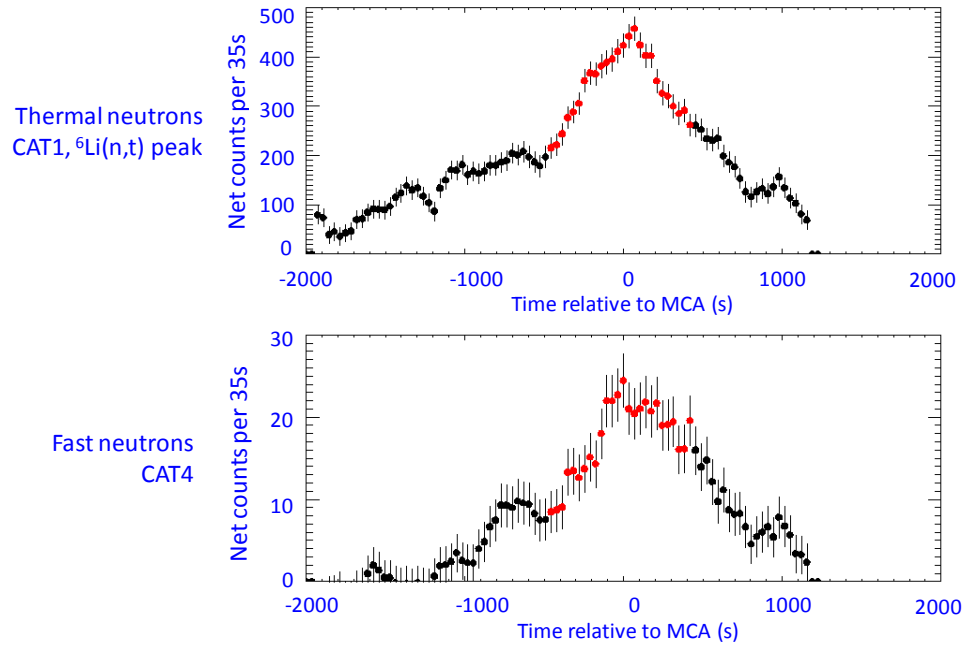 500
400
300
200
100
0
Net counts per 35s
Thermal neutrons
CAT1, ⁶Li(n,t) peak
-2000 -1000 0 1000 2000
Time relative to MCA (s)
30
20
10
0
Net counts per 35s
Fast neutrons
CAT4
-2000 -1000 0 1000 2000
Time relative to MCA (s)